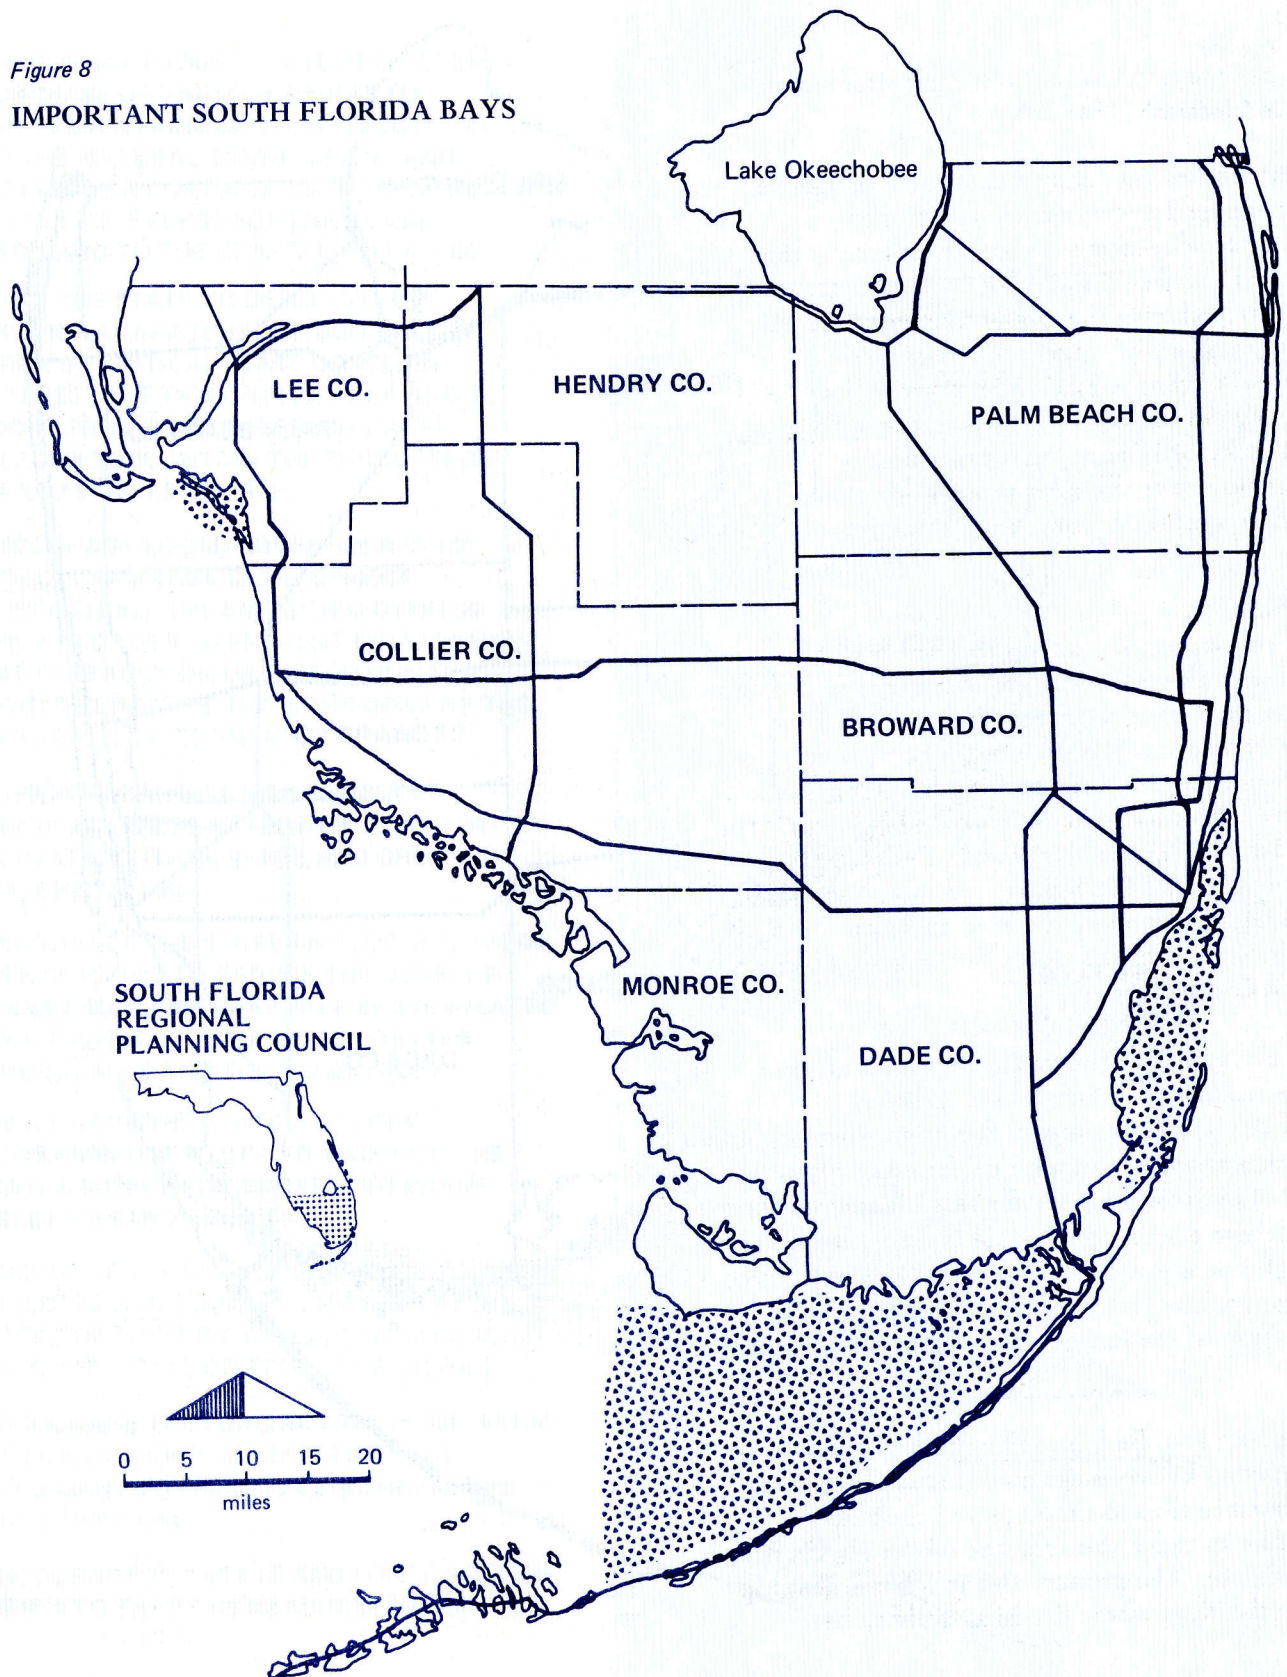 Figure 8
IMPORTANT SOUTH FLORIDA BAYS
Lake Okeechobee
LEE CO.
HENDRY CO.
PALM BEACH CO.
COLLIER CO.
BROWARD CO.
MONROE CO.
SOUTH FLORIDA
REGIONAL
PLANNING COUNCIL
DADE CO.
0 5 10 15 20
miles